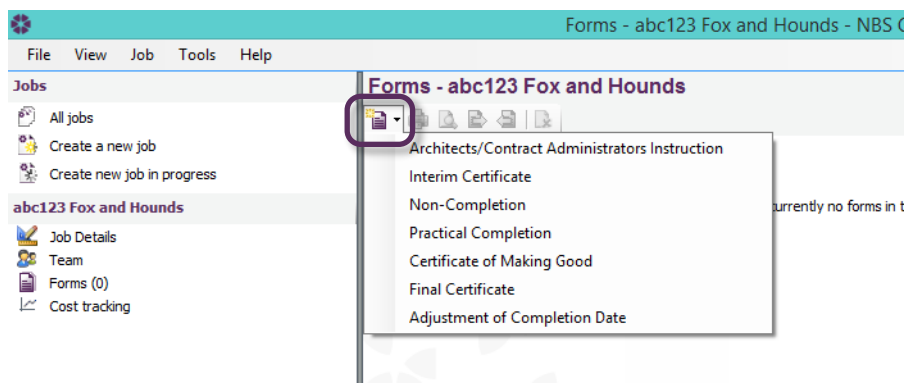 Forms - abc123 Fox and Hounds - NBS
File View Job Tools Help
Jobs
All jobs
Create a new job
Create new job in progress
abc123 Fox and Hounds
Job Details
Team
Forms (0)
Cost tracking
Forms - abc123 Fox and Hounds
Architects/Contract Administrators Instruction
Interim Certificate
Non-Completion
currently no forms in
Practical Completion
Certificate of Making Good
Final Certificate
Adjustment of Completion Date